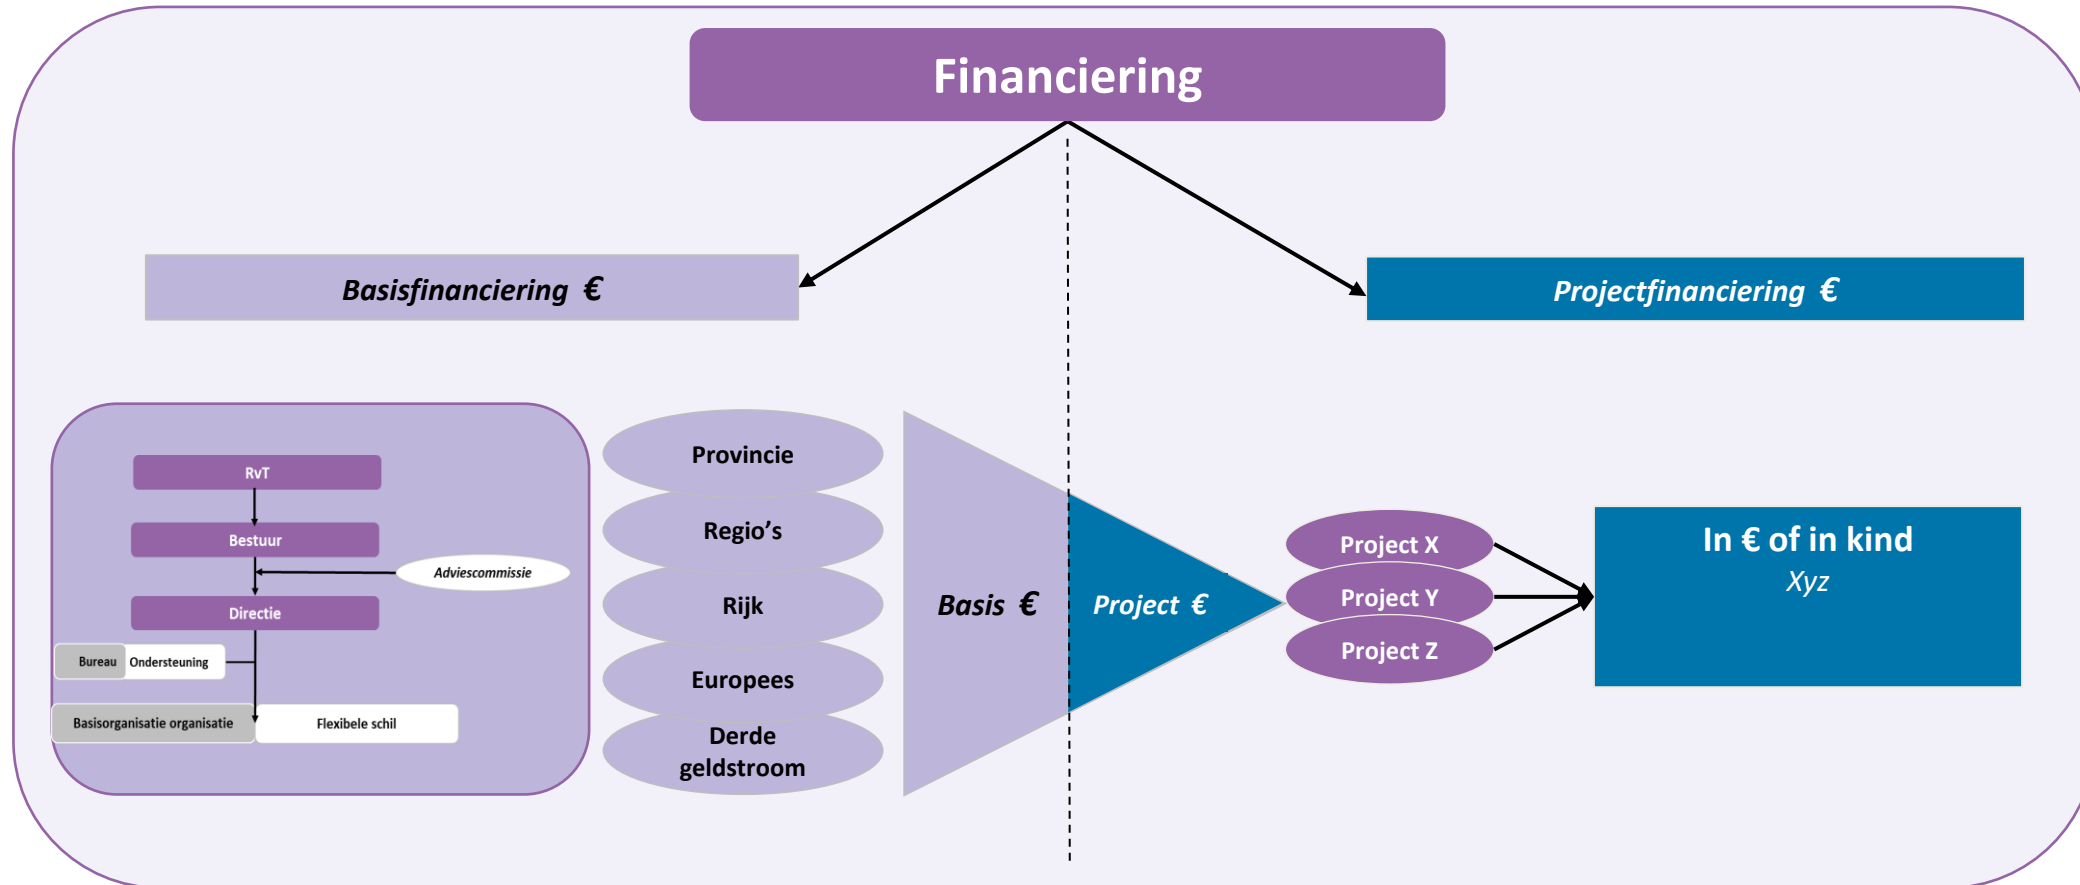 Financiering
Basisfinanciering €
Projectfinanciering €
RvT
Bestuur
Adviescommissie
Directie
Bureau
Ondersteuning
Basisorganisatie organisatie
Flexibele schil
Provincie
Regio's
Rijk
Europees
Derde
geldstroom
Basis €
Project €
Project X
Project Y
Project Z
In € of in kind
Xyz